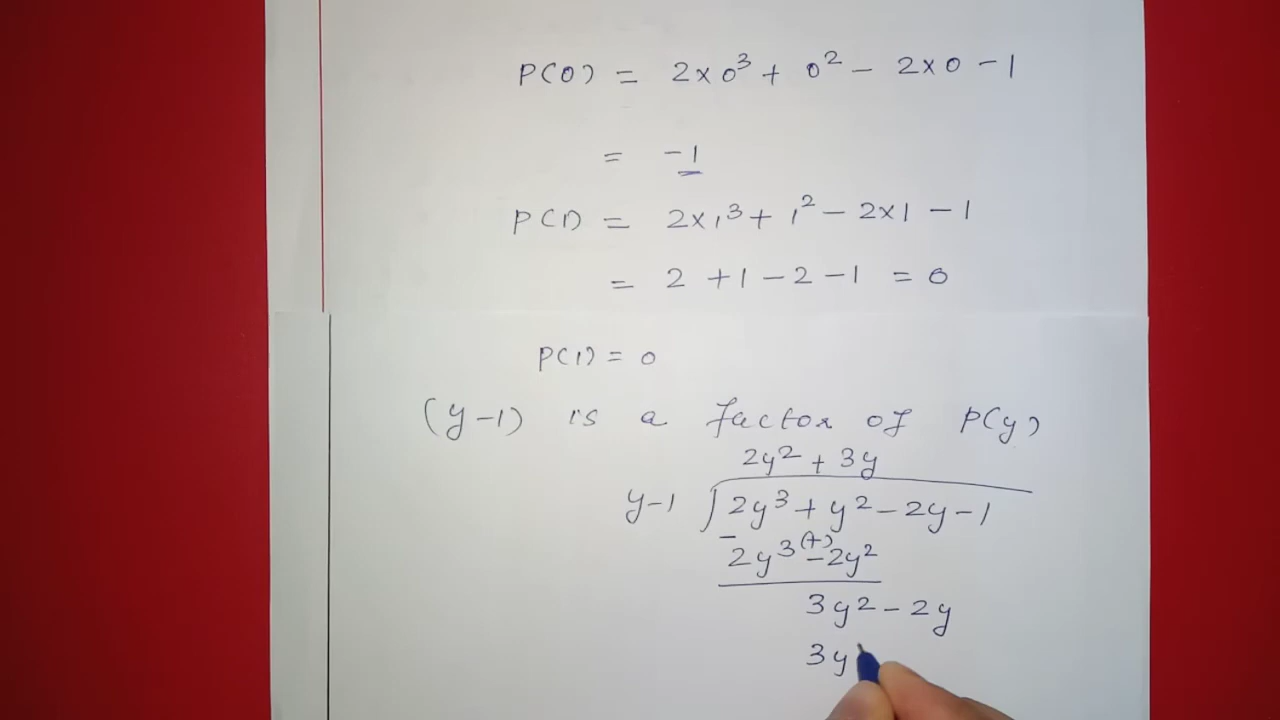 P(0) = 2×0³ + 0² - 2×0 - 1
= -1
P(1) = 2×1³ + 1² - 2×1 - 1
= 2 + 1 - 2 - 1 = 0
P(1) = 0
(y-1) is a factor of P(y)
2y² + 3y
y-1 ) 2y³ + y² - 2y - 1
- (+)
2y³ - 2y²
3y² - 2y
3y